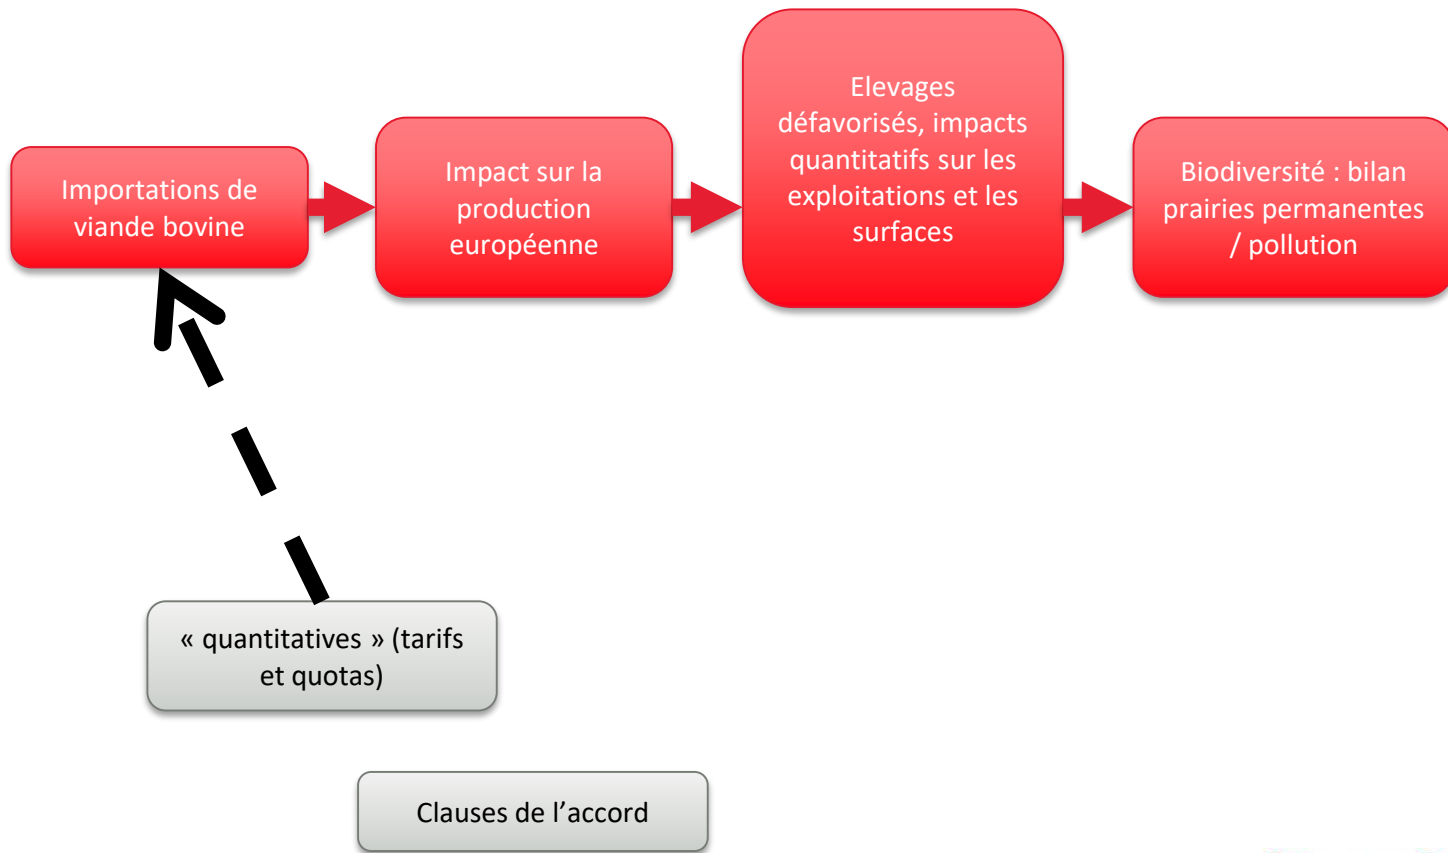 Importations de
viande bovine
Impact sur la
production
européenne
Elevages
défavorisés, impacts
quantitatifs sur les
exploitations et les
surfaces
Biodiversité : bilan
prairies permanentes
/ pollution
« quantitatives » (tarifs
et quotas)
Clauses de l’accord